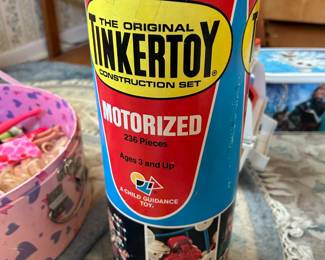 THE ORIGINAL
TINKERTOY®
CONSTRUCTION SET
MOTORIZED
236 Pieces
Ages 3 and Up
A CHILD GUIDANCE
TOY.